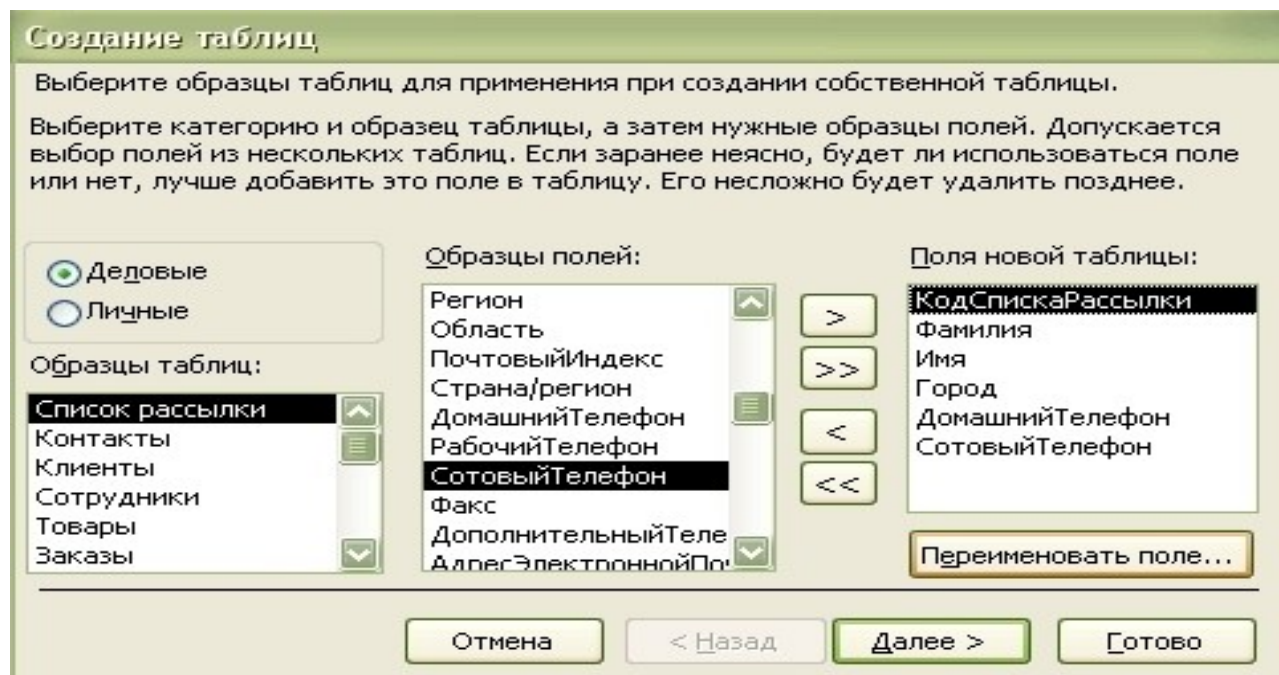 Создание таблиц
Выберите образцы таблиц для применения при создании собственной таблицы.
Выберите категорию и образец таблицы, а затем нужные образцы полей. Допускается
выбор полей из нескольких таблиц. Если заранее неясно, будет ли использоваться поле
или нет, лучше добавить это поле в таблицу. Его несложно будет удалить позднее.
Деловые
Личные
Образцы таблиц:
Список рассылки
Контакты
Клиенты
Сотрудники
Товары
Заказы
Образцы полей:
Регион
Область
ПочтовыйИндекс
Страна/регион
ДомашнийТелефон
РабочийТелефон
СотовыйТелефон
Факс
ДополнительныйТеле
АдресЭлектроннойПо
>
>>
<
<<
Поля новой таблицы:
КодСпискаРассылки
Фамилия
Имя
Город
ДомашнийТелефон
СотовыйТелефон
Переименовать поле...
Отмена
< Назад
Далее >
Готово